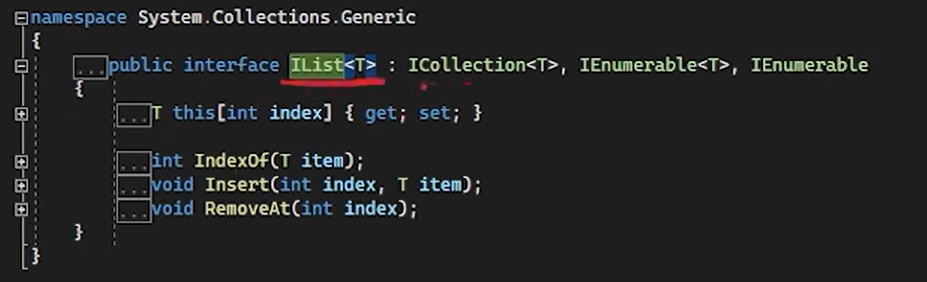 namespace System.Collections.Generic
{
...public interface IList<T> : ICollection<T>, IEnumerable<T>, IEnumerable
{
...T this[int index] { get; set; }
...int IndexOf(T item);
...void Insert(int index, T item);
...void RemoveAt(int index);
}
}